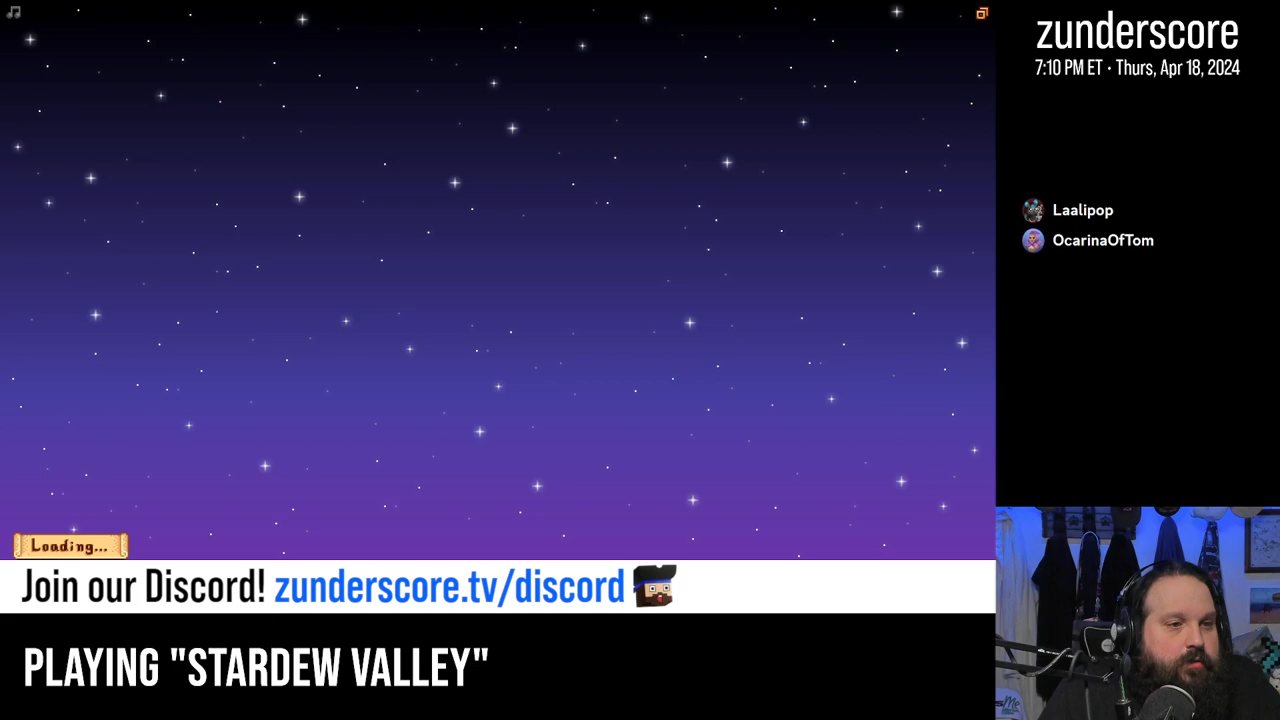 zunderscore
7:10 PM ET • Thurs, Apr 18, 2024
Laalipop
OcarinaOfTom
Loading...
Join our Discord! zunderscore.tv/discord
PLAYING "STARDEW VALLEY"